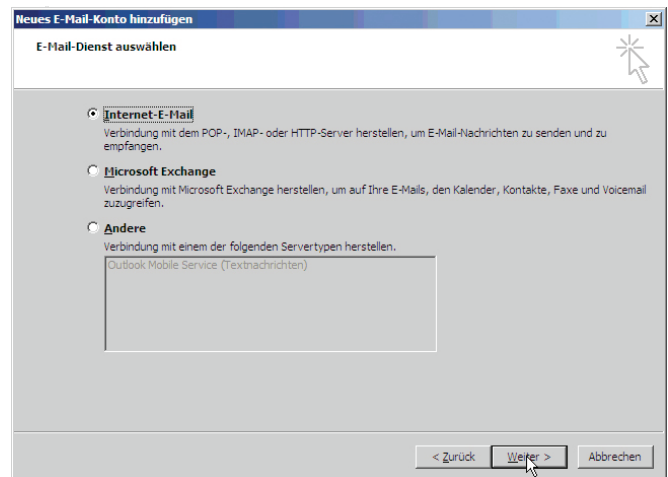 Neues E-Mail-Konto hinzufügen
E-Mail-Dienst auswählen
Internet-E-Mail
Verbindung mit dem POP-, IMAP- oder HTTP-Server herstellen, um E-Mail-Nachrichten zu senden und zu
empfangen.
Microsoft Exchange
Verbindung mit Microsoft Exchange herstellen, um auf Ihre E-Mails, den Kalender, Kontakte, Faxe und Voicemail
zuzugreifen.
Andere
Verbindung mit einem der folgenden Servertypen herstellen.
Outlook Mobile Service (Textnachrichten)
< Zurück Weiter > Abbrechen